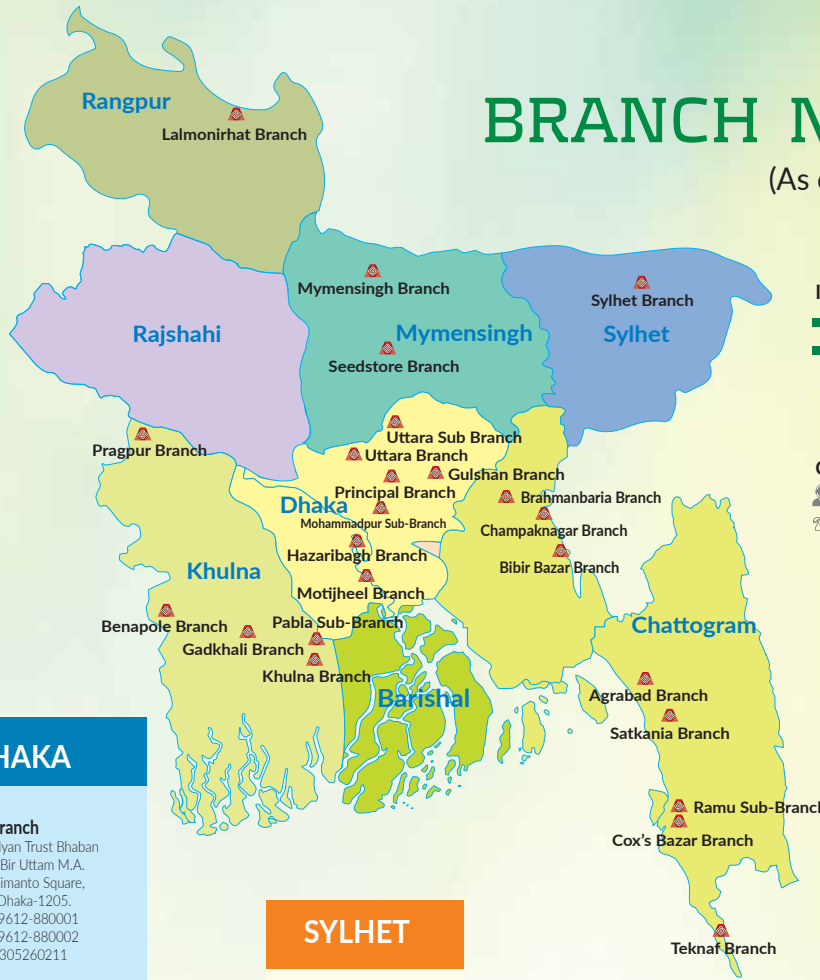 BRANCH N
(As
Rangpur
Lalmonirhat Branch
Mymensingh Branch
Sylhet Branch
Rajshahi
Mymensingh
Sylhet
Seedstore Branch
Pragpur Branch
Uttara Sub Branch
Uttara Branch
Gulshan Branch
Principal Branch
Brahmanbaria Branch
Dhaka
Mohammadpur Sub-Branch
Champaknagar Branch
Hazaribagh Branch
Bibir Bazar Branch
Khulna
Motijheel Branch
Benapole Branch
Pabla Sub-Branch
Chattogram
Gadkhali Branch
Khulna Branch
Barishal
Agrabad Branch
Satkania Branch
Ramu Sub-Branch
Cox's Bazar Branch
Teknaf Branch
HAKA
ranch
lyan Trust Bhaban
Bir Uttam M.A.
imanto Square,
Dhaka-1205.
9612-880001
9612-880002
305260211
SYLHET